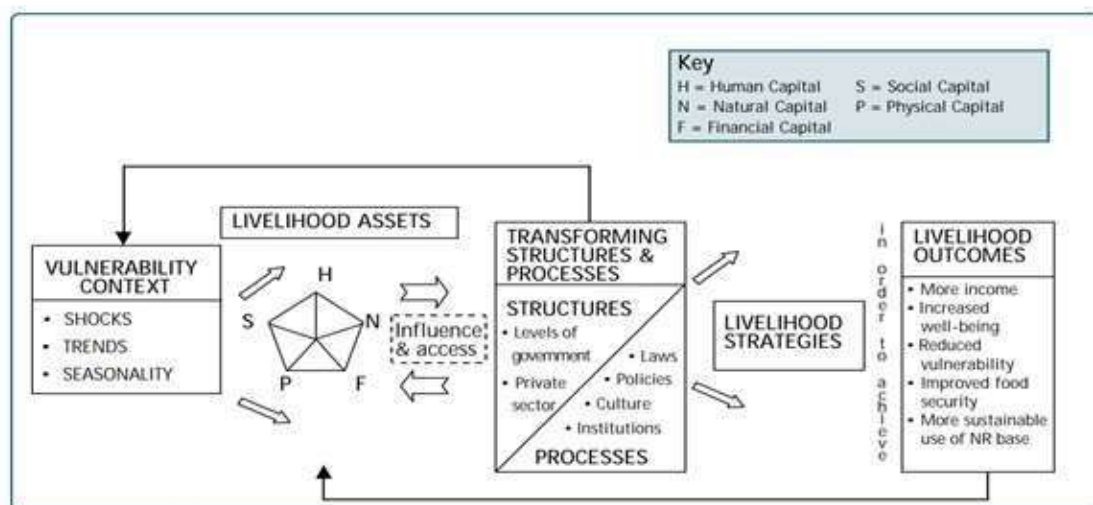 Key
H = Human Capital S = Social Capital
N = Natural Capital P = Physical Capital
F = Financial Capital
LIVELIHOOD ASSETS
VULNERABILITY
CONTEXT
• SHOCKS
• TRENDS
• SEASONALITY
H
S
N
P
F
Influence
& access
TRANSFORMING
STRUCTURES &
PROCESSES
STRUCTURES
• Levels of
government
• Private
sector
• Laws
• Policies
• Culture
• Institutions
PROCESSES
LIVELIHOOD
STRATEGIES
in order to achieve
LIVELIHOOD
OUTCOMES
• More income
• Increased
well-being
• Reduced
vulnerability
• Improved food
security
• More sustainable
use of NR base